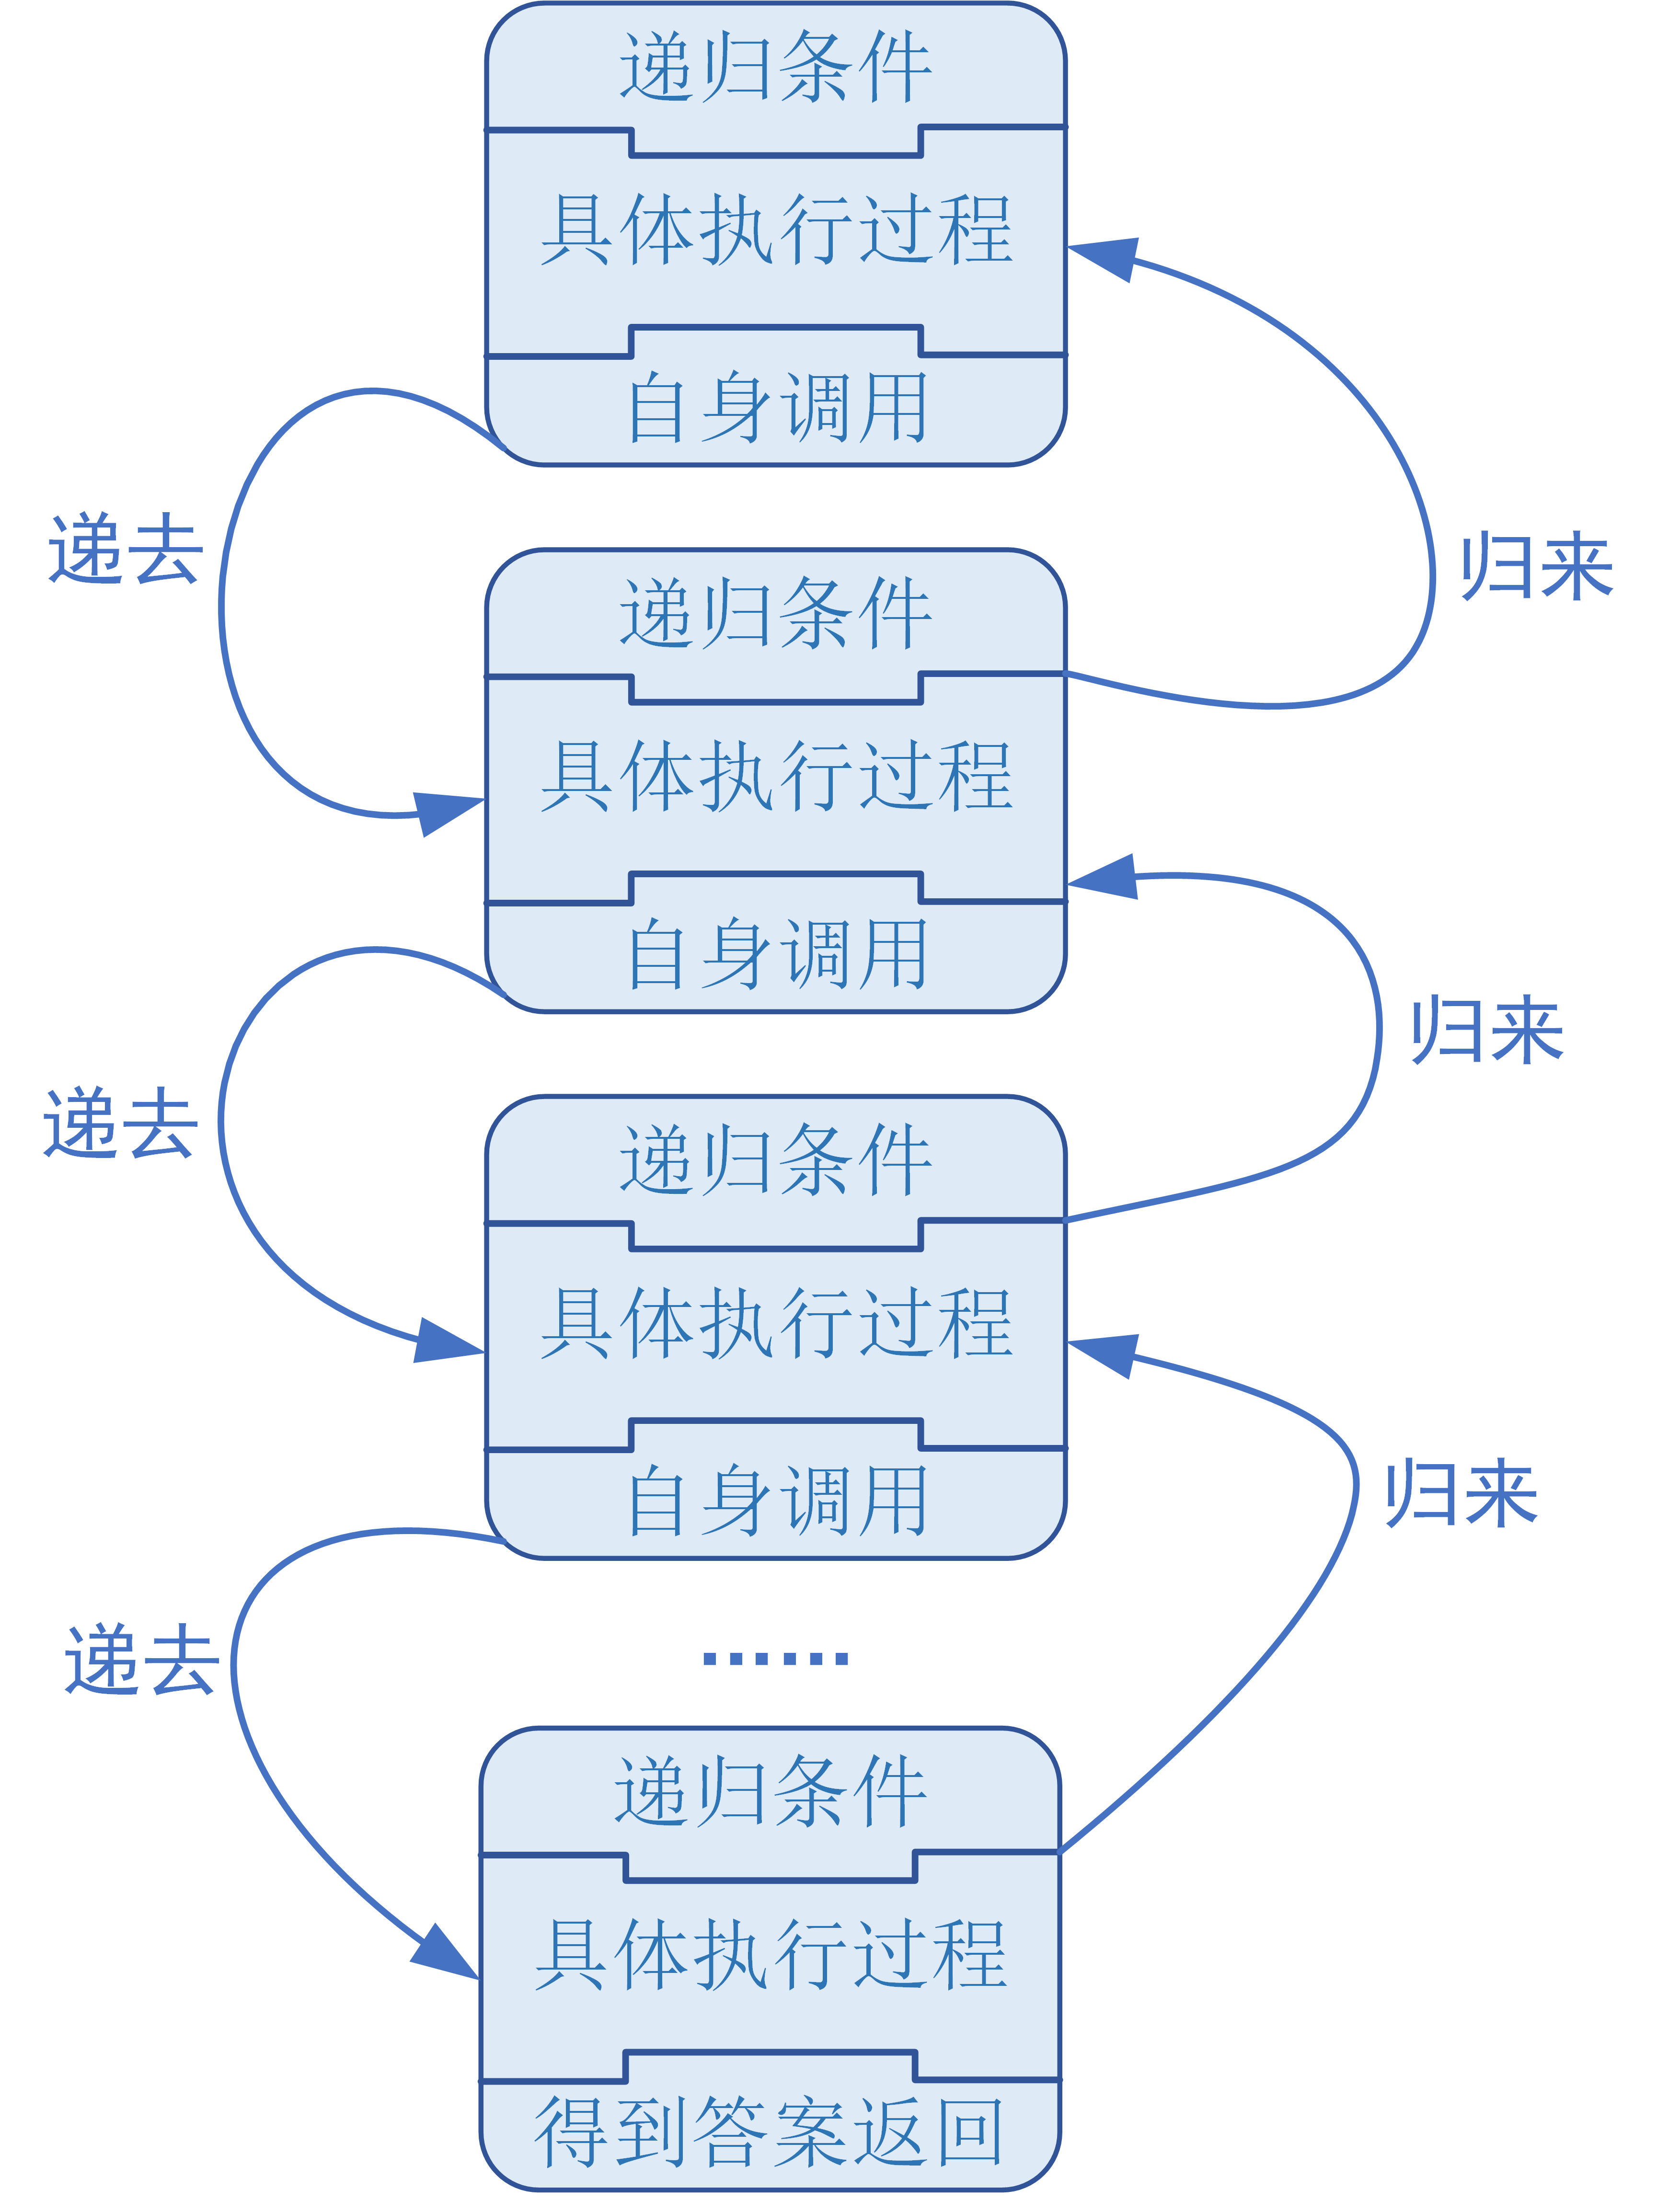 递归条件
具体执行过程
自身调用
递去
归来
递归条件
具体执行过程
自身调用
归来
递去
递归条件
具体执行过程
自身调用
归来
递去
……
递归条件
具体执行过程
得到答案返回